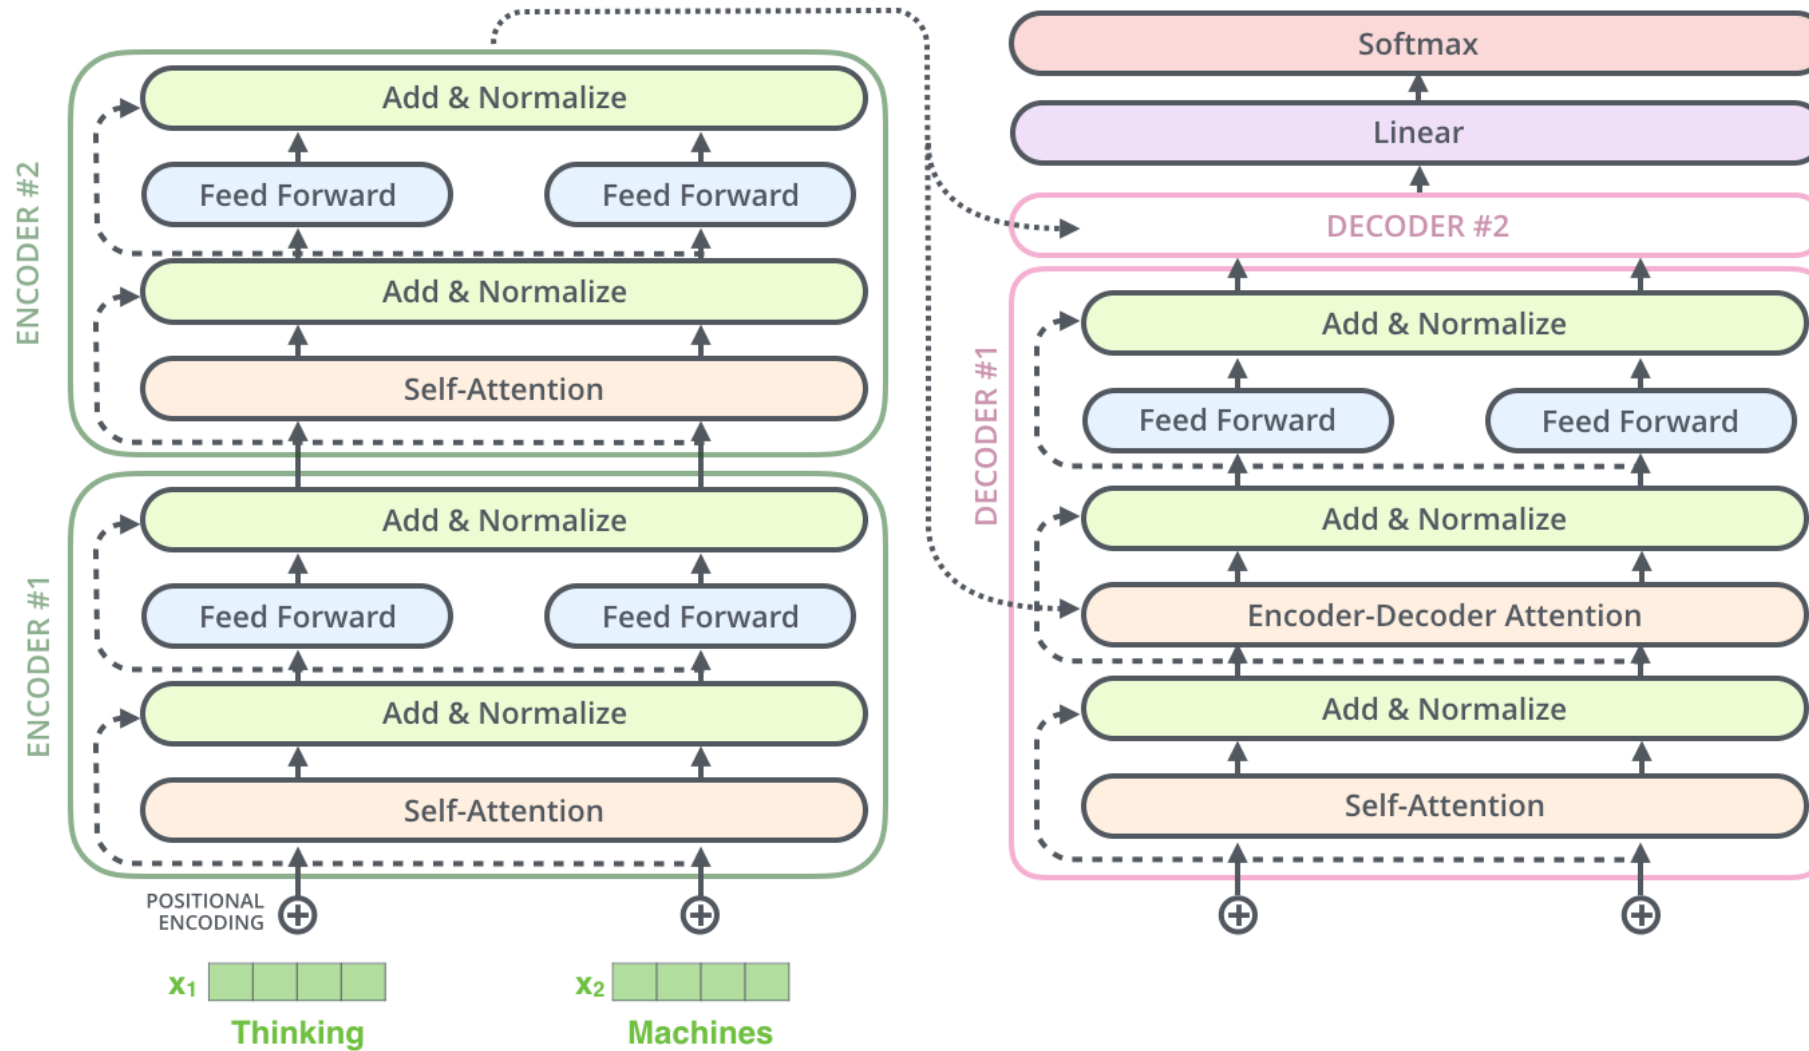 ENCODER #2
Add & Normalize
Feed Forward
Feed Forward
Add & Normalize
Self-Attention
ENCODER #1
Add & Normalize
Feed Forward
Feed Forward
Add & Normalize
Self-Attention
POSITIONAL
ENCODING
x1
x2
Thinking
Machines
Softmax
Linear
DECODER #2
DECODER #1
Add & Normalize
Feed Forward
Feed Forward
Add & Normalize
Encoder-Decoder Attention
Add & Normalize
Self-Attention